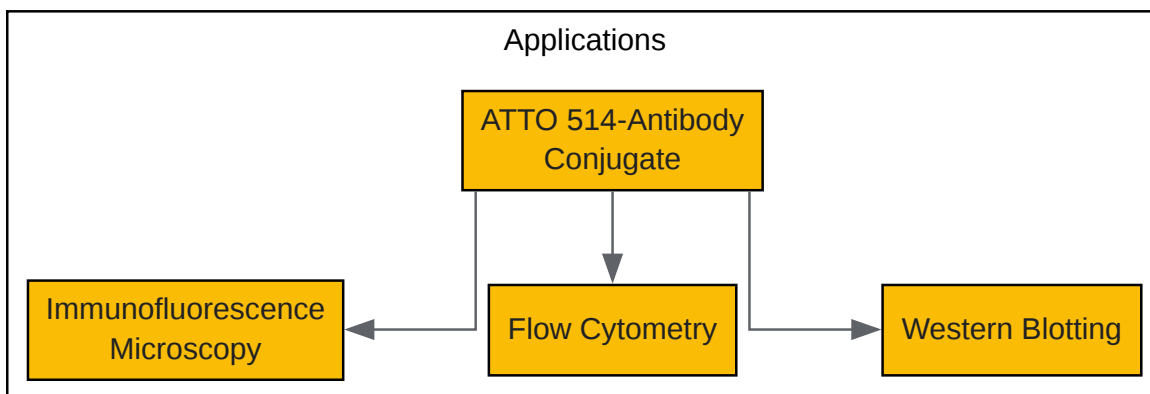 Applications
ATTO 514-Antibody
Conjugate
Immunofluorescence
Microscopy
Flow Cytometry
Western Blotting